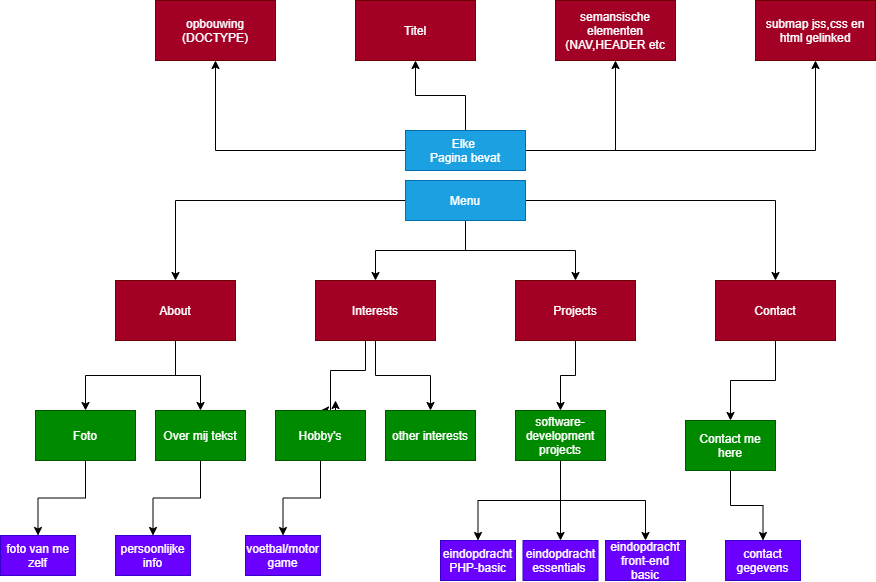 opbouwing
(DOCTYPE)
Titel
semansische
elementen
(NAV,HEADER etc
submap jss,css en
html gelinked
Elke
Pagina bevat
Menu
About
Interests
Projects
Contact
Foto
Over mij tekst
Hobby's
other interests
software-
development
projects
Contact me
here
foto van me
zelf
persoonlijke
info
voetbal/motor
game
eindopdracht
PHP-basic
eindopdracht
essentials
eindopdracht
front-end
basic
contact
gegevens